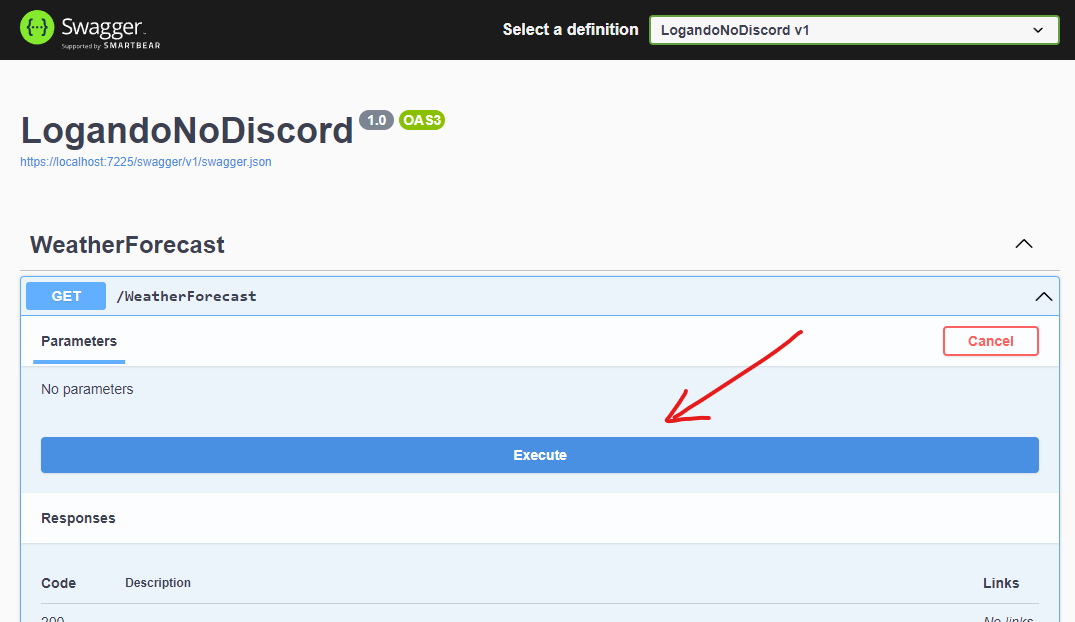 Swagger
Supported by SMARTBEAR
Select a definition
LogandoNoDiscord v1
LogandoNoDiscord 1.0 OAS3
https://localhost:7225/swagger/v1/swagger.json
WeatherForecast
GET /WeatherForecast
Parameters
Cancel
No parameters
Execute
Responses
Code Description Links
200 No links